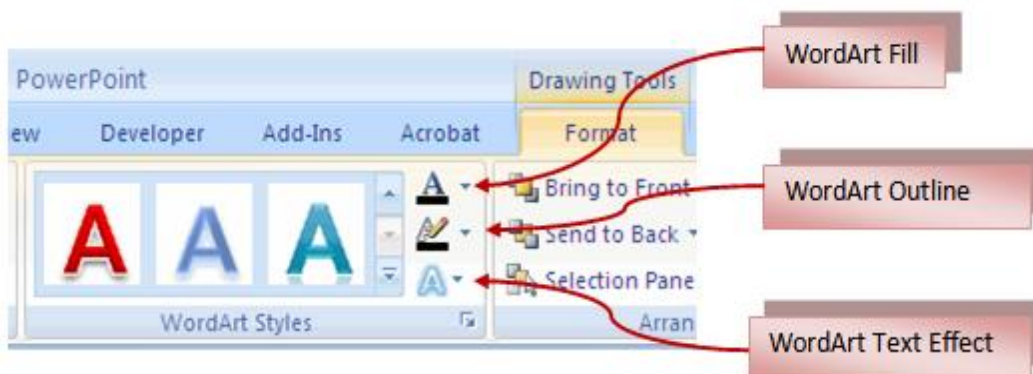 WordArt Fill
PowerPoint
Drawing Tools
ew Developer Add-Ins Acrobat Format
A A A A Bring to Front
WordArt Outline
Send to Back
A Selection Pane
WordArt Styles Arran
WordArt Text Effect